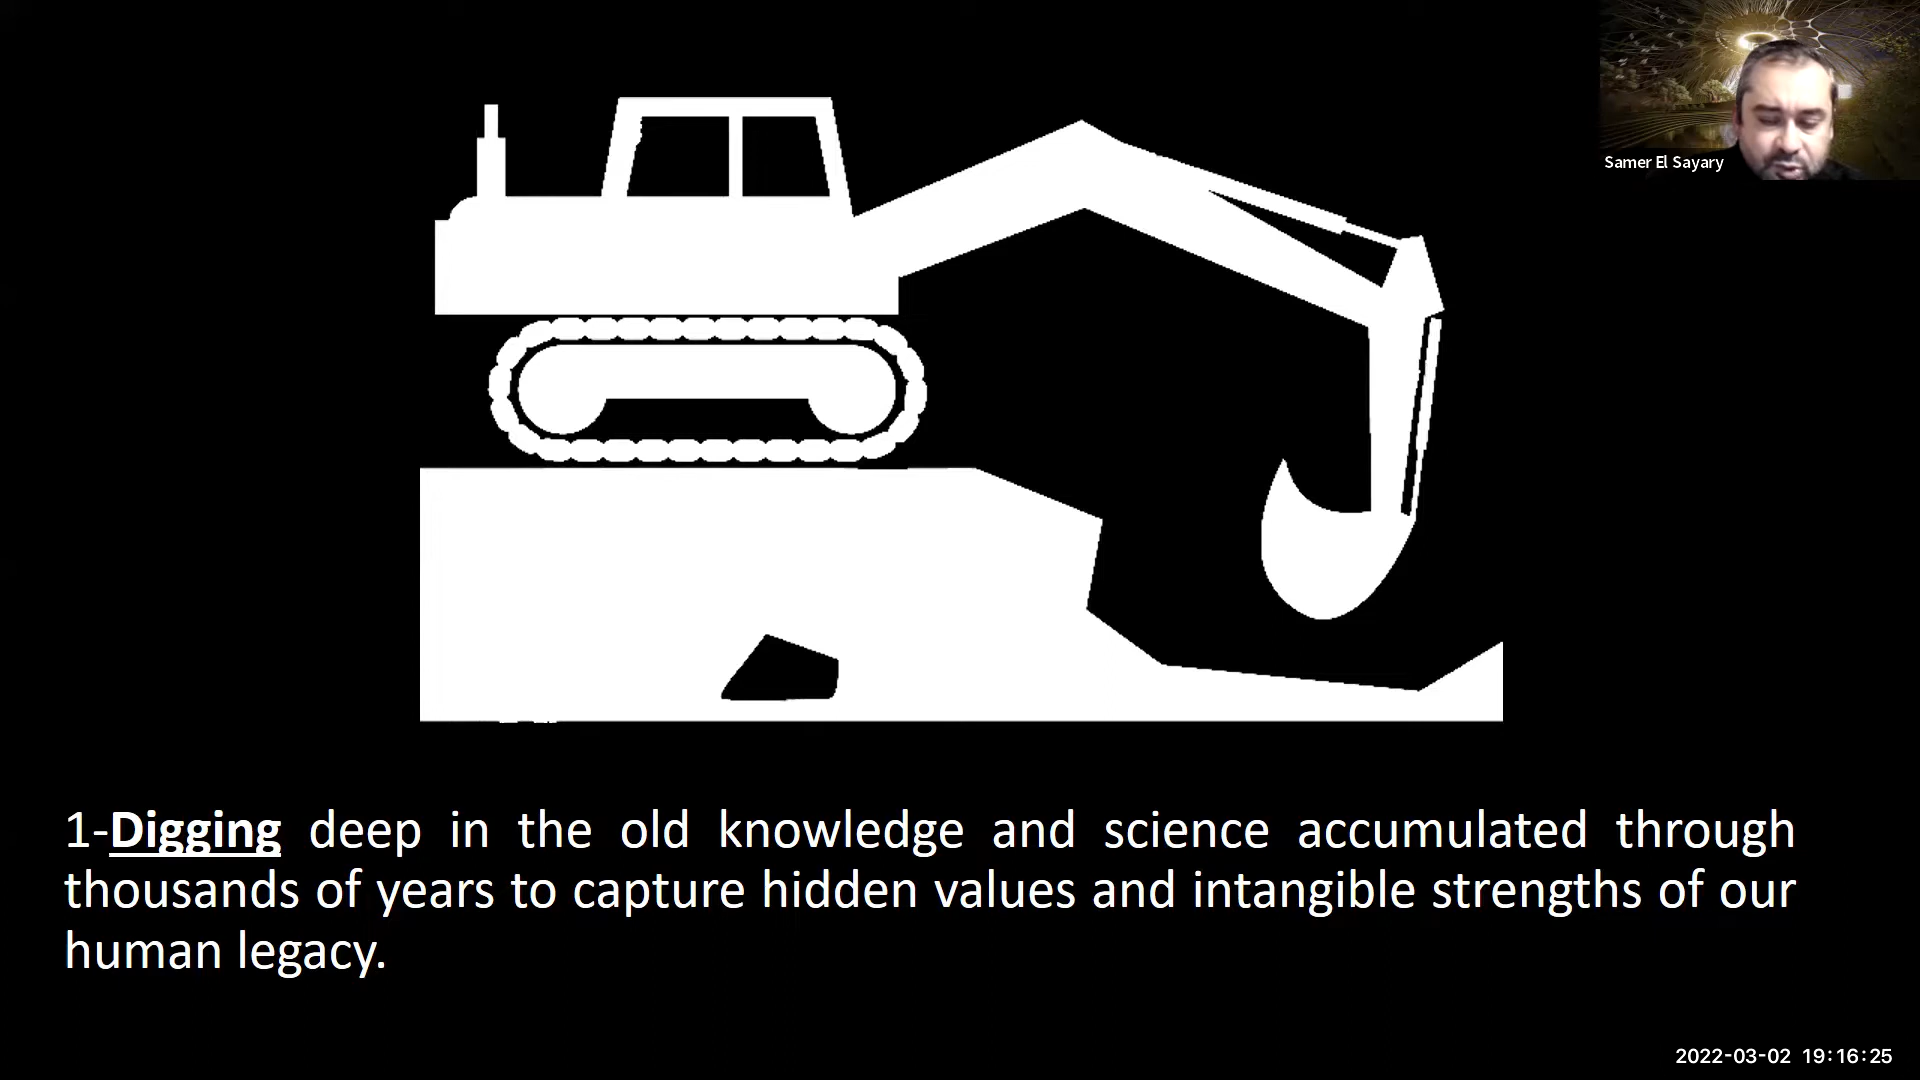 Samer El Sayary
1-Digging deep in the old knowledge and science accumulated through
thousands of years to capture hidden values and intangible strengths of our
human legacy.
2022-03-02 19:16:25